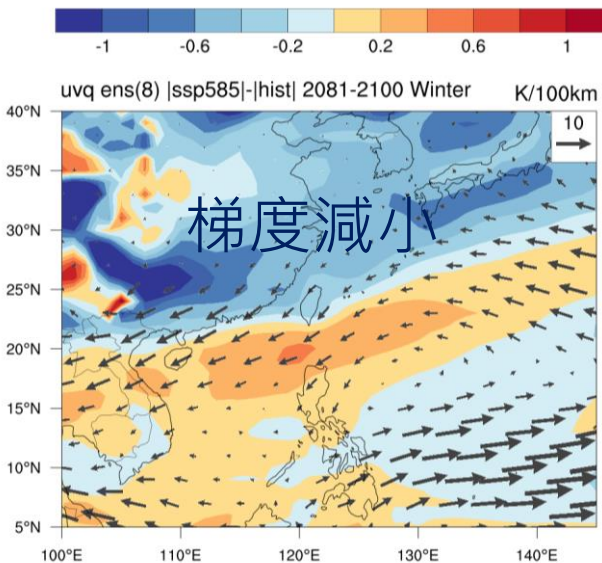 -1 -0.6 -0.2 0.2 0.6 1
uvq ens(8) |ssp585|-|hist| 2081-2100 Winter K/100km
40°N
10
35°N
梯度減小
30°N
25°N
20°N
15°N
10°N
5°N
100°E 110°E 120°E 130°E 140°E